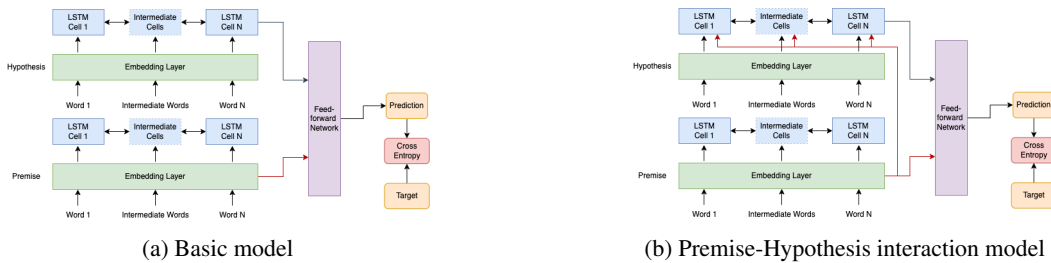 LSTM Cell 1
Intermediate Cells
LSTM Cell N
Hypothesis
Embedding Layer
Word 1
Intermediate Words
Word N
LSTM Cell 1
Intermediate Cells
LSTM Cell N
Premise
Embedding Layer
Word 1
Intermediate Words
Word N
Feed-forward Network
Prediction
Cross Entropy
Target
(a) Basic model
LSTM Cell 1
Intermediate Cells
LSTM Cell N
Hypothesis
Embedding Layer
Word 1
Intermediate Words
Word N
LSTM Cell 1
Intermediate Cells
LSTM Cell N
Premise
Embedding Layer
Word 1
Intermediate Words
Word N
Feed-forward Network
Prediction
Cross Entropy
Target
(b) Premise-Hypothesis interaction model